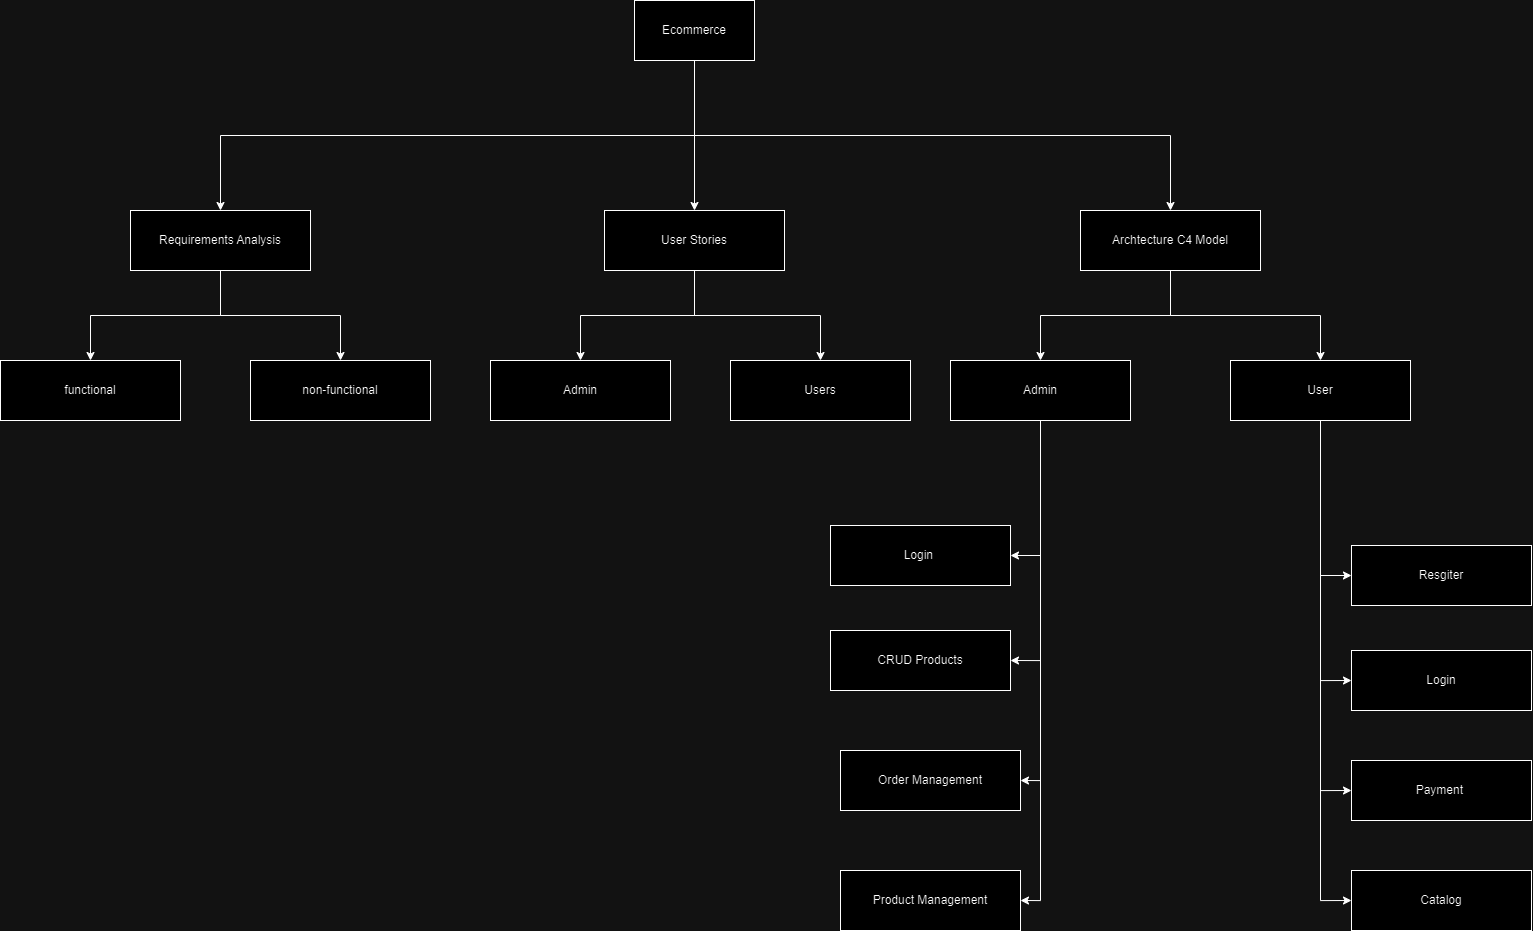 Ecommerce
Requirements Analysis
User Stories
Archtecture C4 Model
functional
non-functional
Admin
Users
Admin
User
Login
Resgiter
CRUD Products
Login
Order Management
Payment
Product Management
Catalog